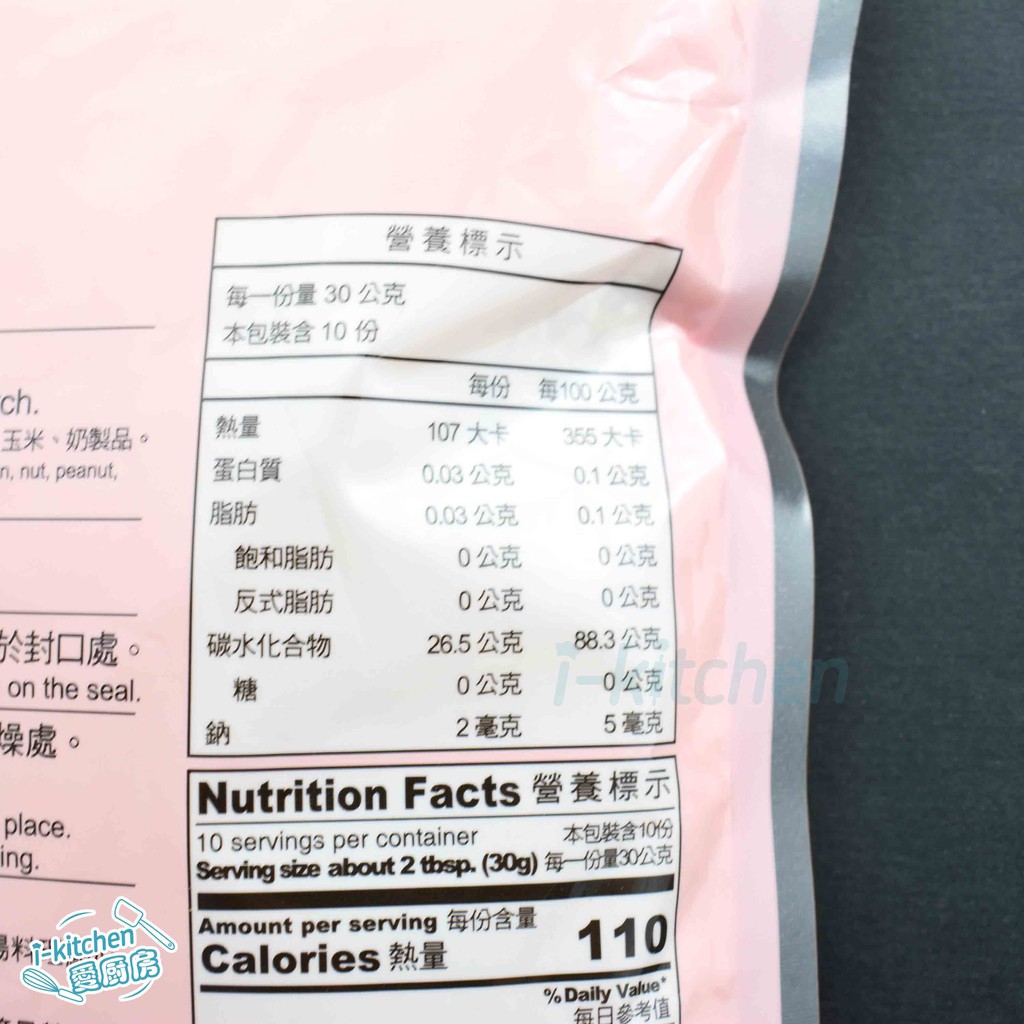 ch.
玉米、奶製品。
n, nut, peanut,
於封口處。
on the seal.
燥處。
place.
ing.
營養標示
每一份量 30 公克
本包裝含 10 份
每份 每100 公克
熱量 107 大卡 355 大卡
蛋白質 0.03 公克 0.1 公克
脂肪 0.03 公克 0.1 公克
飽和脂肪 0 公克 0 公克
反式脂肪 0 公克 0 公克
碳水化合物 26.5 公克 88.3 公克
糖 0 公克 0 公克
鈉 2 毫克 5 毫克
Nutrition Facts 營養標示
10 servings per container 本包裝含10份
Serving size about 2 tbsp. (30g) 每一份量30公克
Amount per serving 每份含量
Calories 熱量 110
% Daily Value*
每日參考值
i-kitchen
i-kitchen
愛廚房